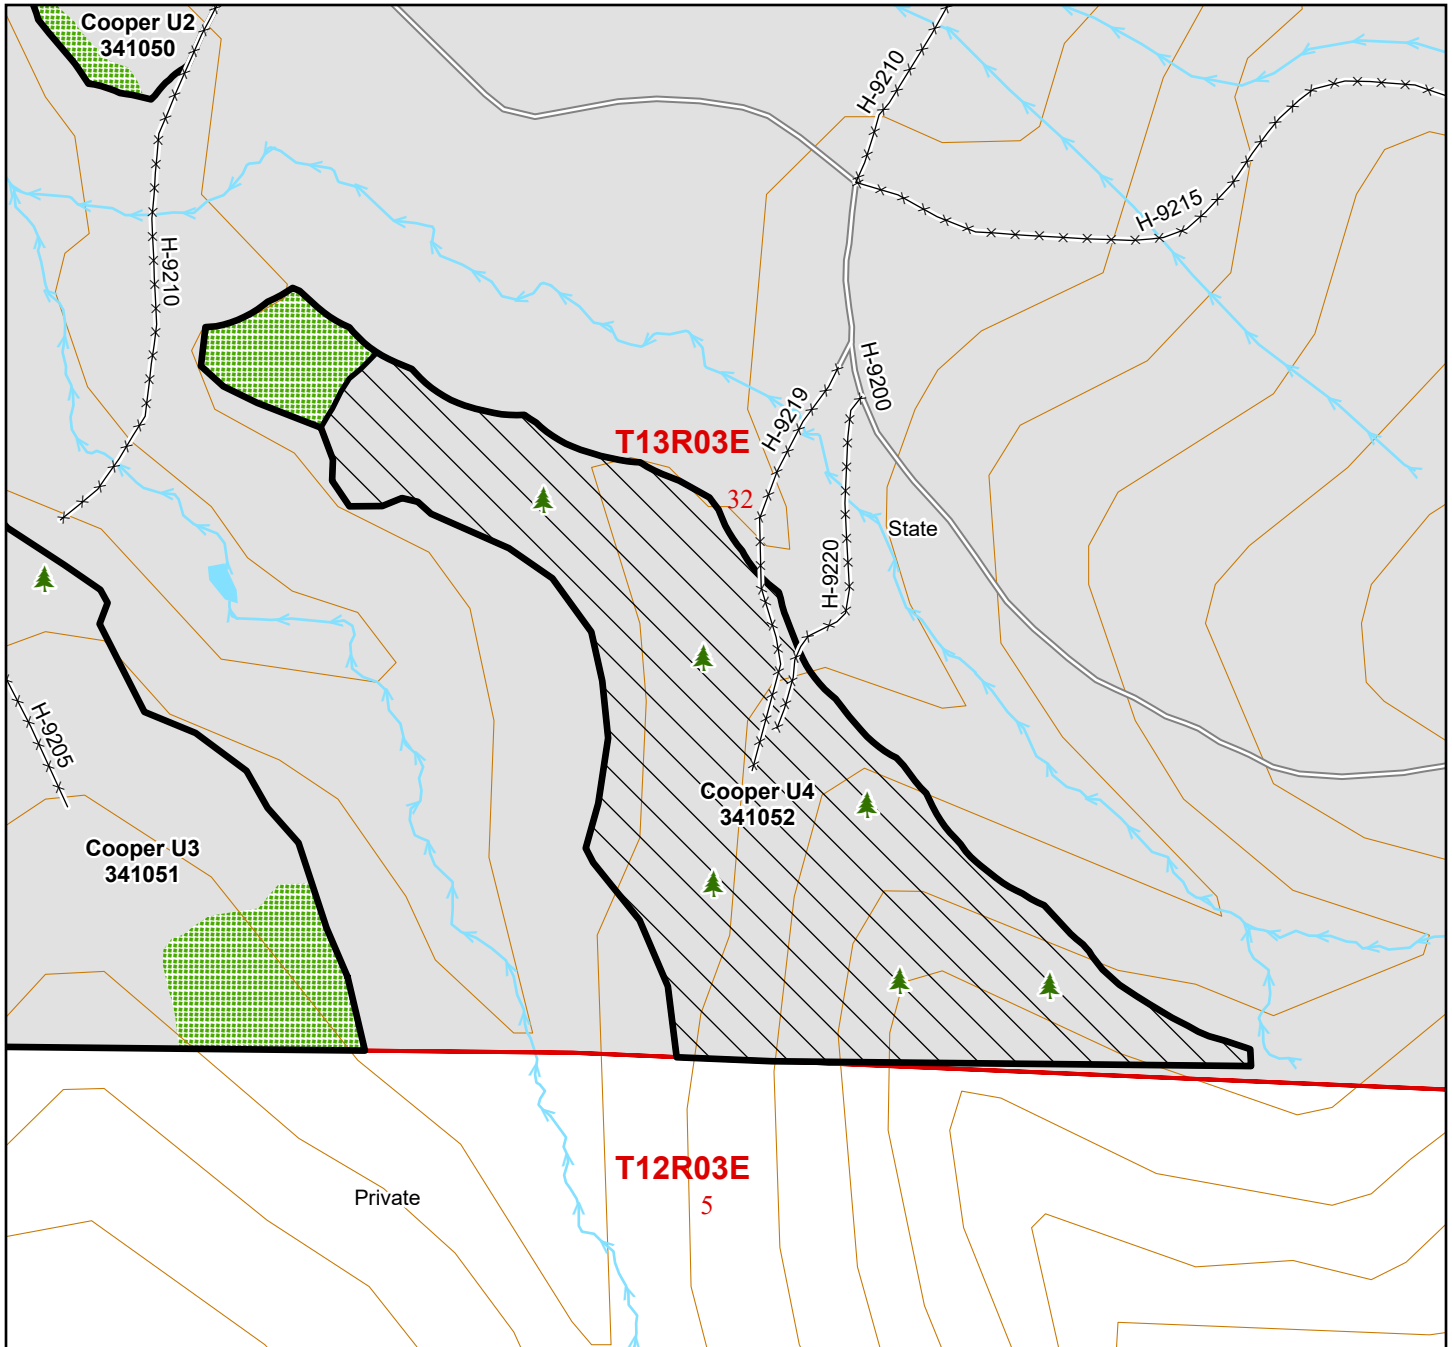 Cooper U2
341050
H-9210
H-9215
H-9210
H-9200
H-9219
T13R03E
32
State
H-9220
H-9205
Cooper U4
341052
Cooper U3
341051
T12R03E
5
Private